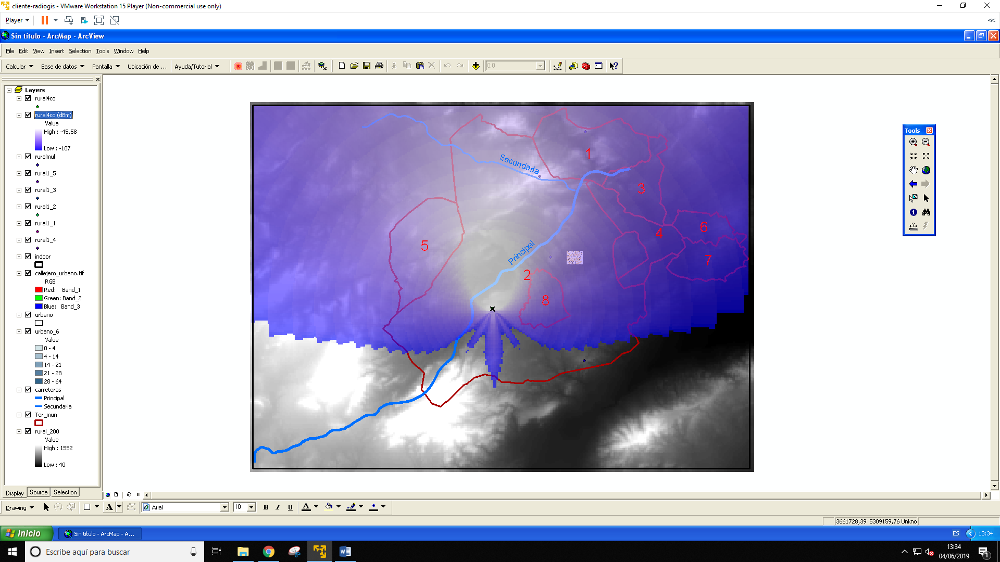 cliente-radiogis - VMware Workstation 15 Player (Non-commercial use only)
Player
Sin título - ArcMap - ArcView
File Edit View Insert Selection Tools Window Help
Calcular Base de datos Pantalla Ubicación de ... Ayuda/Tutorial 0:0
Layers
rural4co
rural4co (dBm)
Value
High : -45,58
Low : -107
ruralmul
rural1_5
rural1_3
rural1_2
rural1_1
rural1_4
indoor
callejero_urbano.tif
RGB
Red: Band_1
Green: Band_2
Blue: Band_3
urbano
urbano_6
Value
0 - 4
4 - 14
14 - 21
21 - 28
28 - 64
carreteras
Principal
Secundaria
Ter_mun
rural_200
Value
High : 1552
Low : 40
Display Source Selection
1
Secundaria
3
4
6
5
Principal
7
2
8
Tools
Drawing A Arial 10 B I U A
3661728,39 5309159,76 Unkno
Inicio
Sin título - ArcMap - A...
ES
13:34
Escribe aquí para buscar
13:34
04/06/2019
1